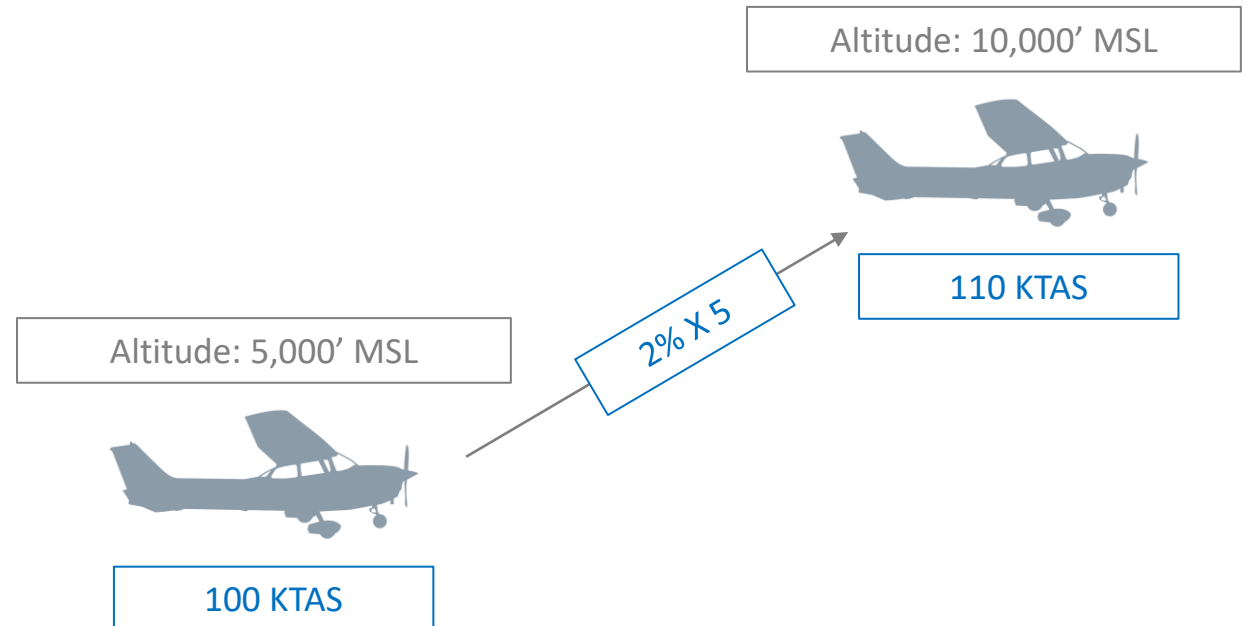 Altitude: 10,000’ MSL
110 KTAS
2% X 5
Altitude: 5,000’ MSL
100 KTAS